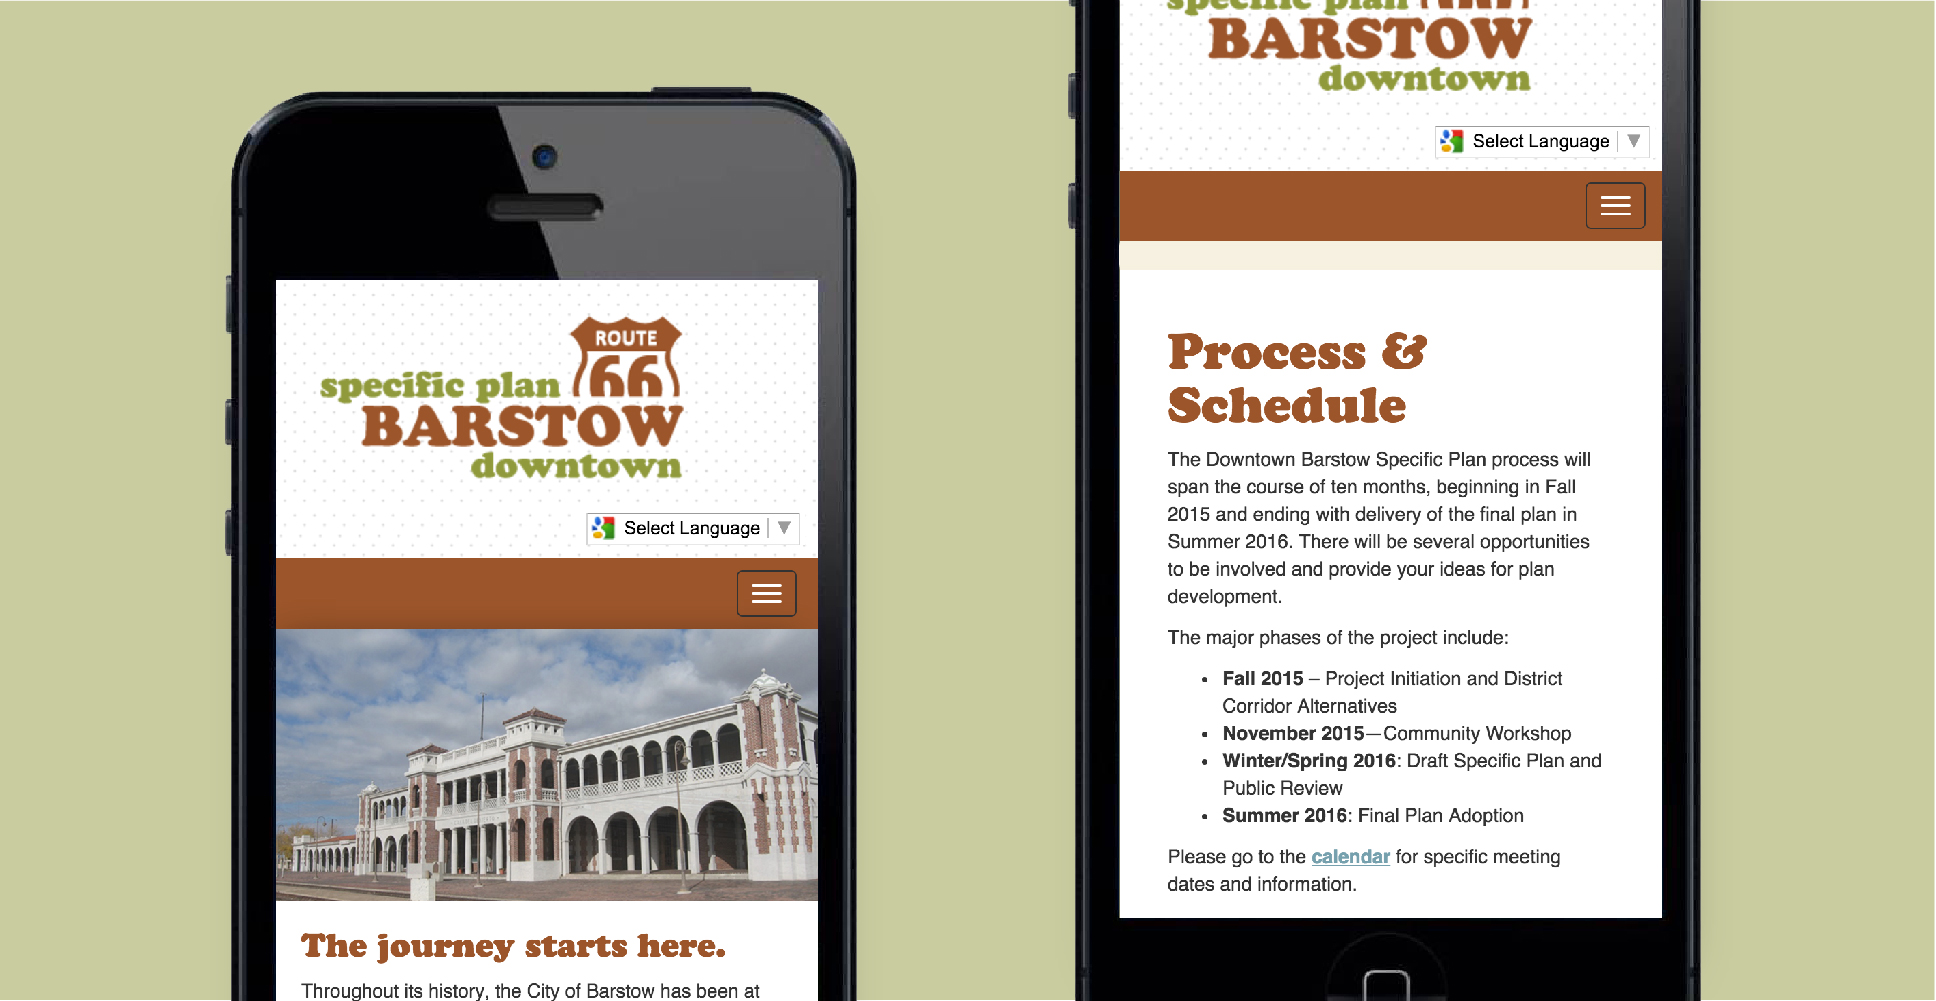 ROUTE
66
specific plan
BARSTOW
downtown
Select Language
The journey starts here.
Throughout its history, the City of Barstow has been at
specific plan
BARSTOW
downtown
Select Language
Process &
Schedule
The Downtown Barstow Specific Plan process will
span the course of ten months, beginning in Fall
2015 and ending with delivery of the final plan in
Summer 2016. There will be several opportunities
to be involved and provide your ideas for plan
development.
The major phases of the project include:
• Fall 2015 – Project Initiation and District
Corridor Alternatives
• November 2015—Community Workshop
• Winter/Spring 2016: Draft Specific Plan and
Public Review
• Summer 2016: Final Plan Adoption
Please go to the calendar for specific meeting
dates and information.